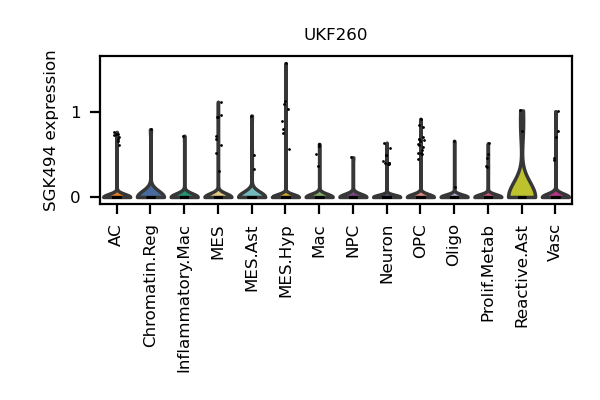 UKF260
SGK494 expression
1
0
AC
Chromatin.Reg
Inflammatory.Mac
MES
MES.Ast
MES.Hyp
Mac
NPC
Neuron
OPC
Oligo
Prolif.Metab
Reactive.Ast
Vasc